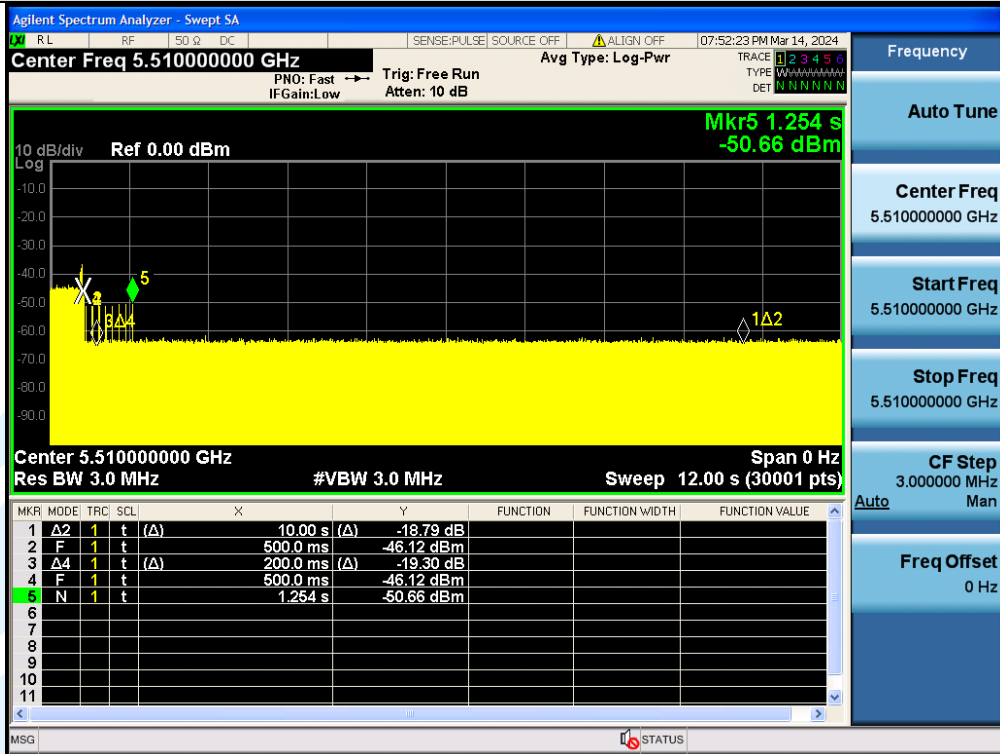 Agilent Spectrum Analyzer - Swept SA
LXI RL RF 50 Ω DC SENSE:PULSE SOURCE OFF ALIGN OFF 07:52:23 PM Mar 14, 2024
Center Freq 5.510000000 GHz
Avg Type: Log-Pwr
TRACE 1 2 3 4 5 6
PNO: Fast
Trig: Free Run
TYPE W
IFGain:Low
Atten: 10 dB
DET N N N N N N
Mkr5 1.254 s
-50.66 dBm
10 dB/div Ref 0.00 dBm
Log
-10.0
-20.0
-30.0
-40.0
-50.0
-60.0
-70.0
-80.0
-90.0
5
2
3Δ4
1Δ2
Center 5.510000000 GHz Span 0 Hz
Res BW 3.0 MHz #VBW 3.0 MHz Sweep 12.00 s (30001 pts)
MKR MODE TRC SCL X Y FUNCTION FUNCTION WIDTH FUNCTION VALUE
1 Δ2 1 t (Δ) 10.00 s (Δ) -18.79 dB
2 F 1 t 500.0 ms -46.12 dBm
3 Δ4 1 t (Δ) 200.0 ms (Δ) -19.30 dB
4 F 1 t 500.0 ms -46.12 dBm
5 N 1 t 1.254 s -50.66 dBm
6
7
8
9
10
11
MSG STATUS
Frequency
Auto Tune
Center Freq
5.510000000 GHz
Start Freq
5.510000000 GHz
Stop Freq
5.510000000 GHz
CF Step
3.000000 MHz
Auto Man
Freq Offset
0 Hz